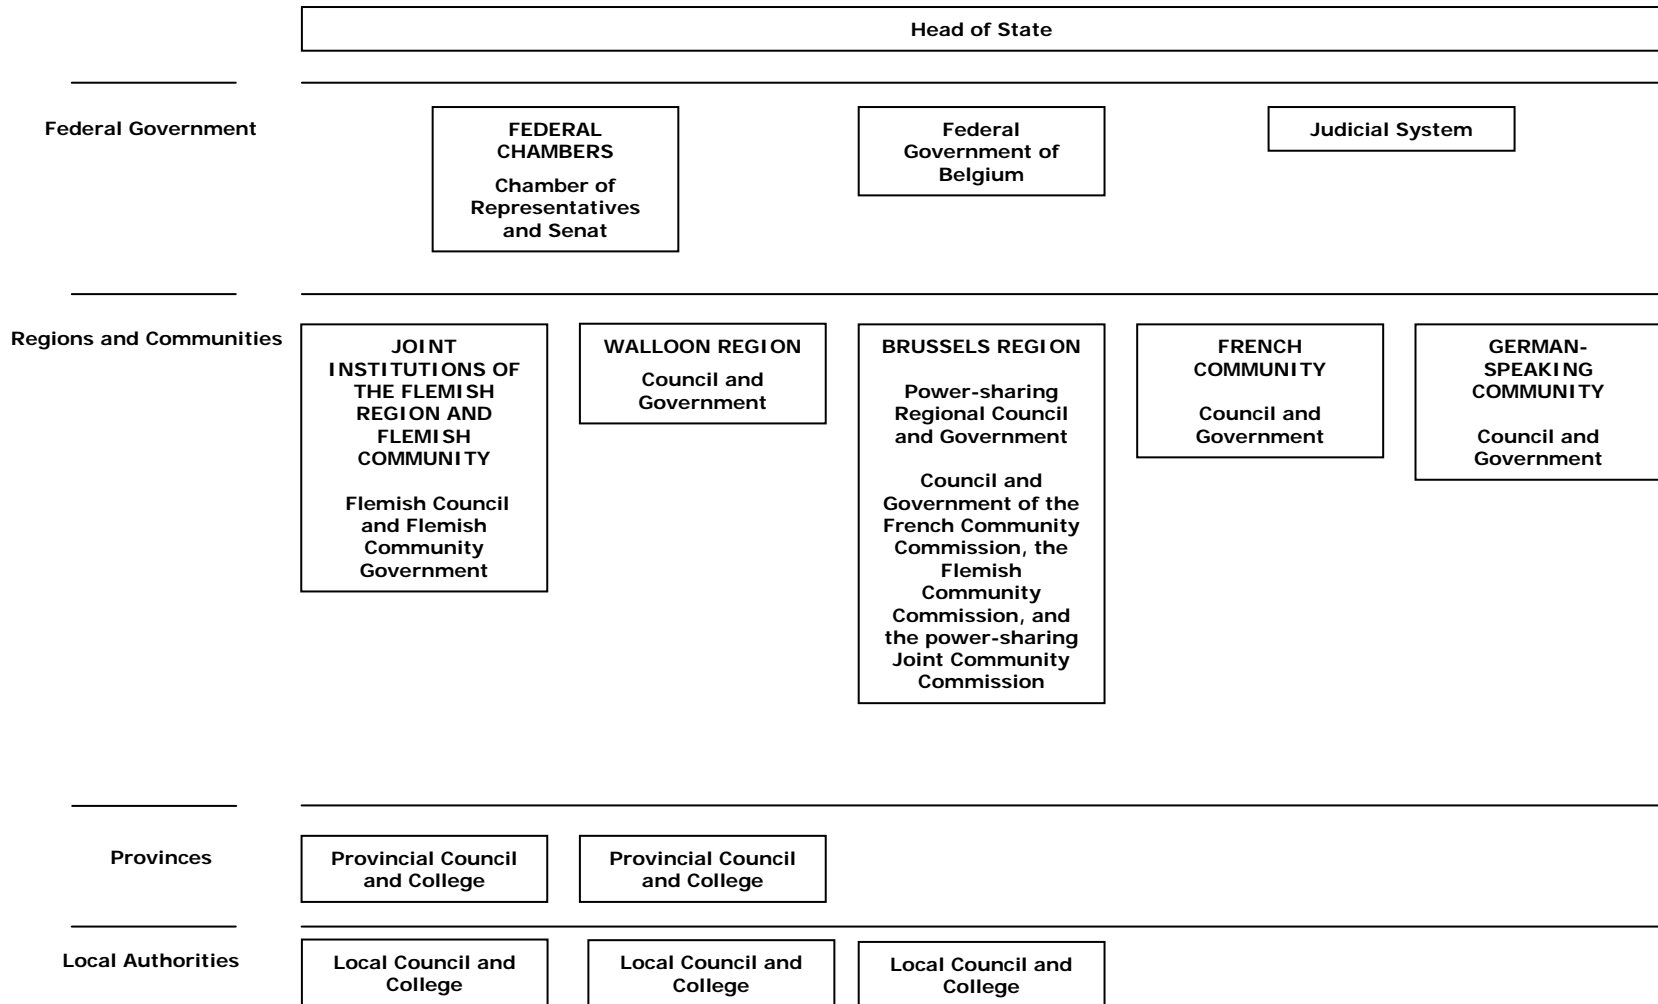 Head of State
Federal Government
FEDERAL
CHAMBERS
Chamber of
Representatives
and Senat
Federal
Government of
Belgium
Judicial System
Regions and Communities
JOINT
INSTITUTIONS OF
THE FLEMISH
REGION AND
FLEMISH
COMMUNITY
Flemish Council
and Flemish
Community
Government
WALLOON REGION
Council and
Government
BRUSSELS REGION
Power-sharing
Regional Council
and Government
Council and
Government of the
French Community
Commission, the
Flemish
Community
Commission, and
the power-sharing
Joint Community
Commission
FRENCH
COMMUNITY
Council and
Government
GERMAN-
SPEAKING
COMMUNITY
Council and
Government
Provinces
Provincial Council
and College
Provincial Council
and College
Local Authorities
Local Council and
College
Local Council and
College
Local Council and
College